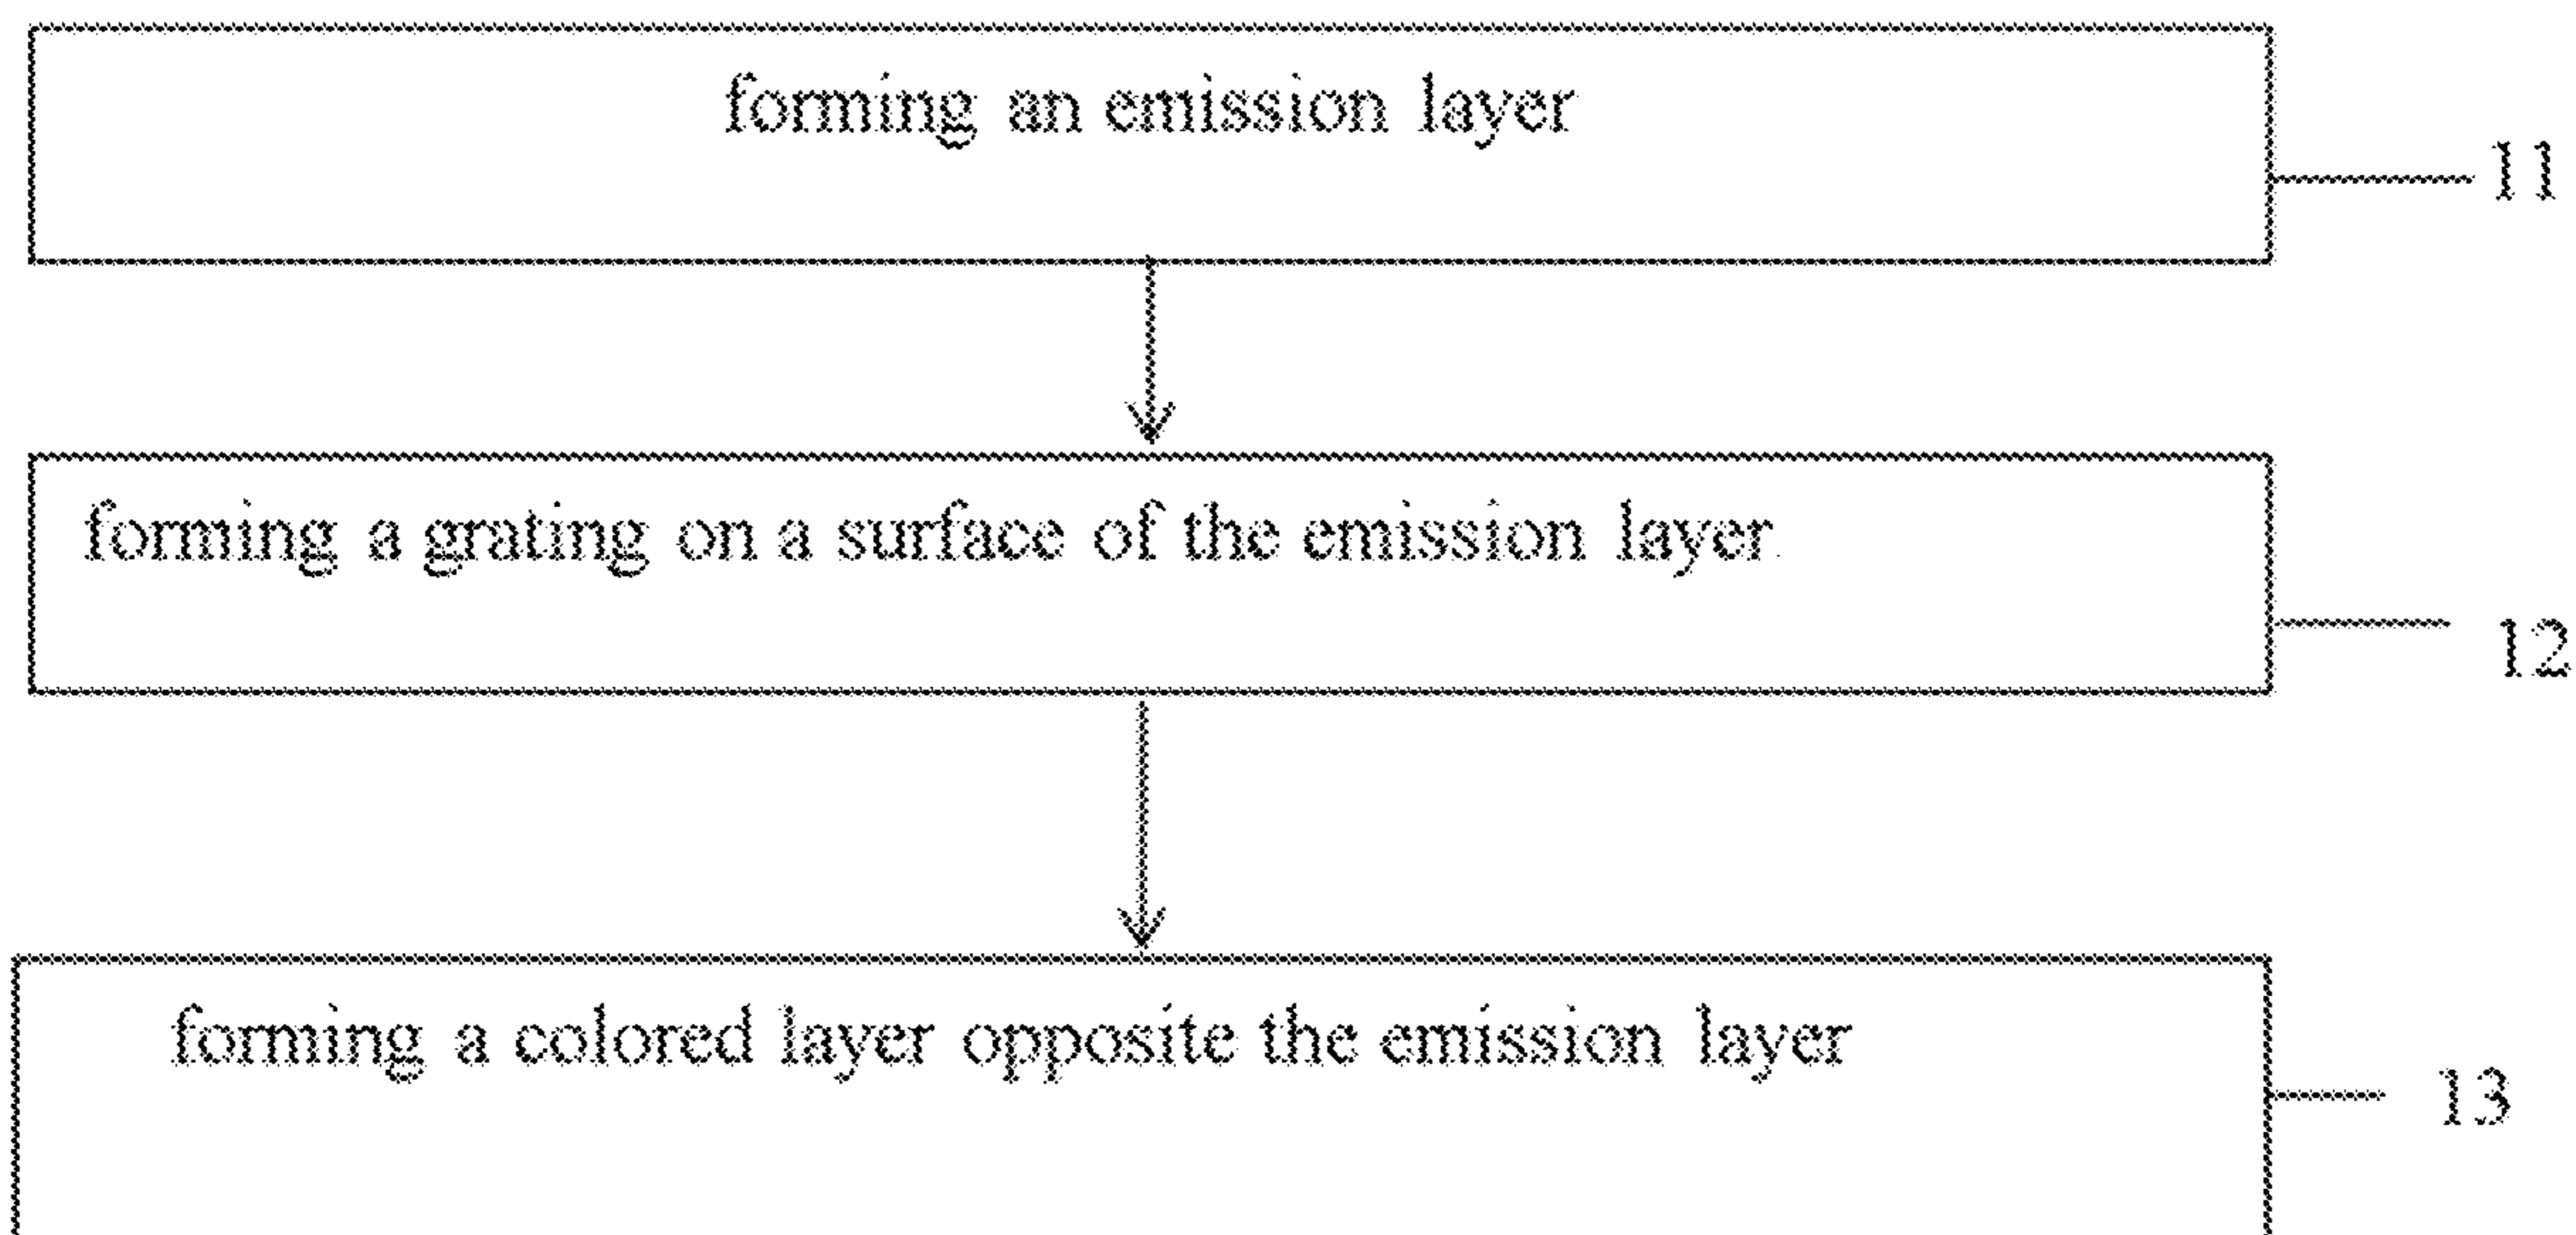 forming an emission layer
11
forming a grating on a surface of the emission layer
12
forming a colored layer opposite the emission layer
13